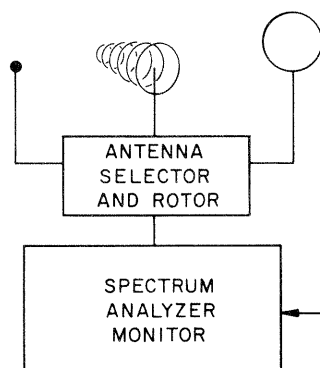 ANTENNA
SELECTOR
AND ROTOR
SPECTRUM
ANALYZER
MONITOR